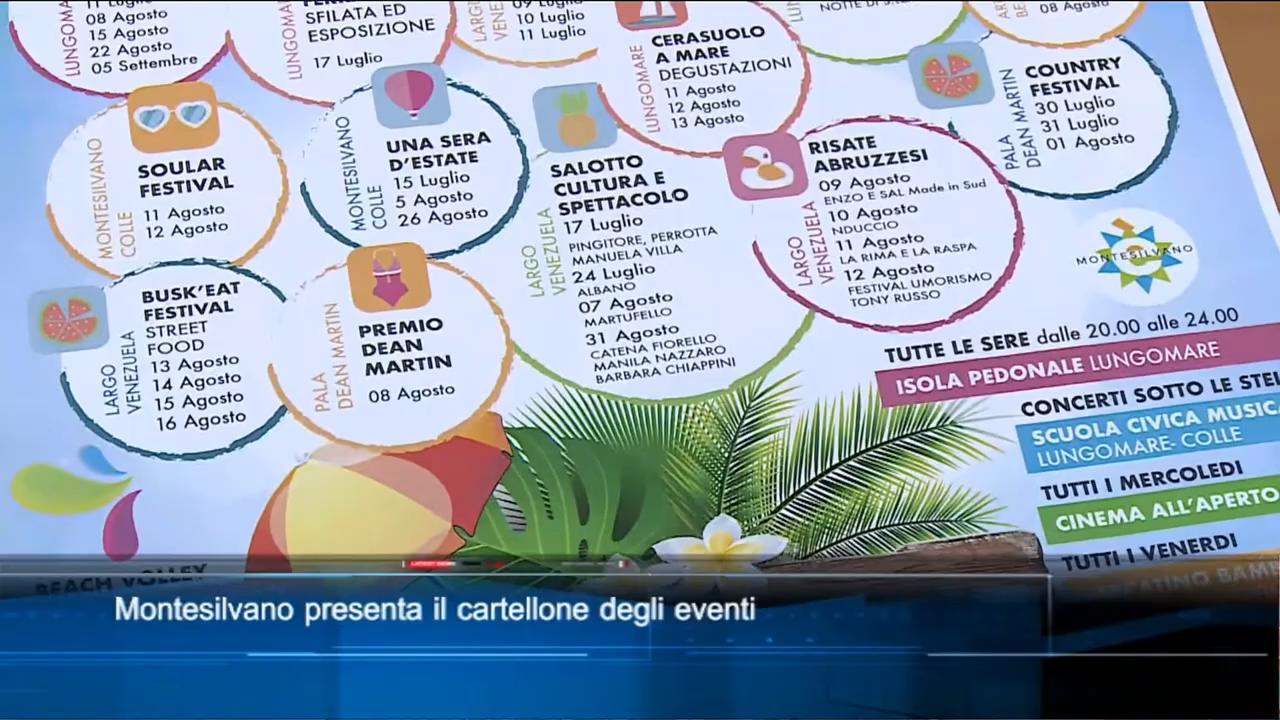 LUNGOMA
08 Agosto
15 Agosto
22 Agosto
05 Settembre
LUNGOMA
SFILATA ED
ESPOSIZIONE
17 Luglio
LARGO
10 Luglio
11 Luglio
LUNGOMARE
CERASUOLO
A MARE
DEGUSTAZIONI
11 Agosto
12 Agosto
13 Agosto
08 Agosto
PALA
DEAN MARTIN
COUNTRY
FESTIVAL
30 Luglio
31 Luglio
01 Agosto
MONTESILVANO
COLLE
SOULAR
FESTIVAL
11 Agosto
12 Agosto
MONTESILVANO
COLLE
UNA SERA
D'ESTATE
15 Luglio
5 Agosto
26 Agosto
LARGO
VENEZUELA
SALOTTO
CULTURA E
SPETTACOLO
17 Luglio
PINGITORE, PERROTTA
MANUELA VILLA
24 Luglio
ALBANO
07 Agosto
MARTUFELLO
31 Agosto
CATENA FIORELLO
MANILA NAZZARO
BARBARA CHIAPPINI
LARGO
VENEZUELA
RISATE
ABRUZZESI
09 Agosto
ENZO E SAL Made in Sud
10 Agosto
NDUCCIO
11 Agosto
LA RIMA E LA RASPA
12 Agosto
FESTIVAL UMORISMO
TONY RUSSO
MONTESILVANO
LARGO
VENEZUELA
BUSK'EAT
FESTIVAL
STREET
FOOD
13 Agosto
14 Agosto
15 Agosto
16 Agosto
PALA
DEAN MARTIN
PREMIO
DEAN
MARTIN
08 Agosto
TUTTE LE SERE dalle 20.00 alle 24.00
ISOLA PEDONALE LUNGOMARE
CONCERTI SOTTO LE STEL
SCUOLA CIVICA MUSIC
LUNGOMARE- COLLE
TUTTI I MERCOLEDI
CINEMA ALL'APERTO
TUTTI I VENERDI
BEACH VOLLEY
LATEST NEWS
Montesilvano presenta il cartellone degli eventi